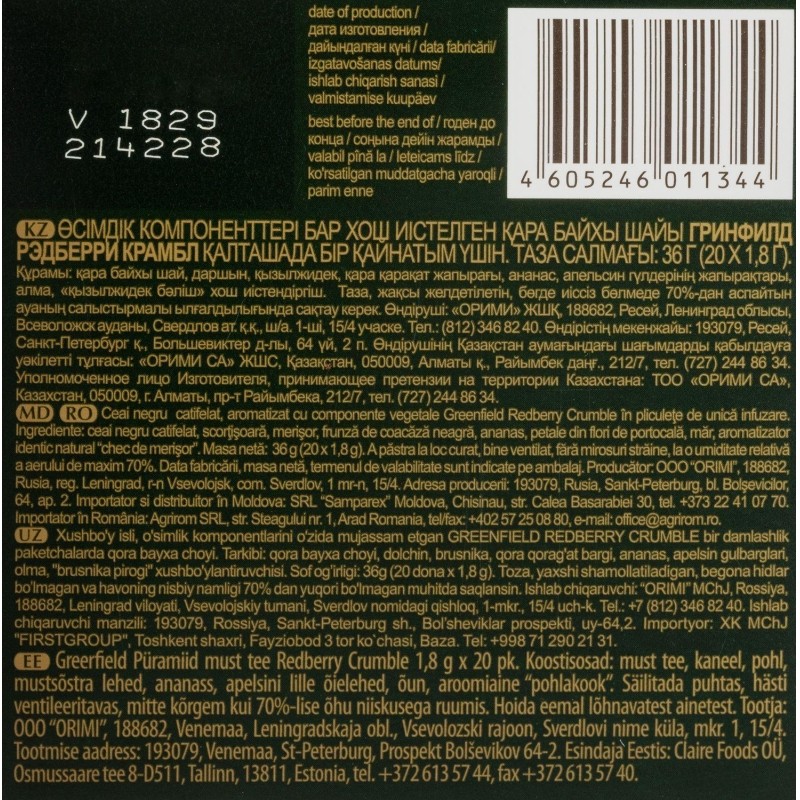 date of production /
дата изготовления /
дайындалған күні / data fabricării/
izgatavošanas datums/
ishlab chiqarish sanasi /
valmistamise kuupäev
best before the end of / годен до
конца / соңына дейін жарамды /
valabil pînă la / leteicams līdz /
ko'rsatilgan muddatgacha yaroqli /
parim enne
V 1829
214228
4 605246 011344
KZ ӨСІМДІК КОМПОНЕНТТЕРІ БАР ХОШ ИІСТЕЛГЕН ҚАРА БАЙХЫ ШАЙЫ ГРИНФИЛД
РЭДБЕРРИ КРАМБЛ ҚАЛТАШАДА БІР ҚАЙНАТЫМ ҮШІН. ТАЗА САЛМАҒЫ: 36 Г (20 Х 1,8 Г).
Құрамы: қара байхы шай, даршын, қызылжидек, қара қарақат жапырағы, ананас, апельсин гүлдерінің жапырақтары,
алма, «қызылжидек бәліш» хош иістендіргіш. Таза, жақсы желдетілетін, бөгде иіссіз бөлмеде 70%-дан аспайтын
ауаның салыстырмалы ылғалдылығында сақтау керек. Өндіруші: «ОРИМИ» ЖШҚ, 188682, Ресей, Ленинград облысы,
Всеволожск ауданы, Свердлов ат. қ.қ., ш/а. 1-ші, 15/4 учаске. Тел.: (812) 346 82 40. Өндірістің мекенжайы: 193079, Ресей,
Санкт-Петербург қ., Большевиктер д-лы, 64 үй, 2 п. Өндірушінің Қазақстан аумағындағы шағымдарды қабылдауға
уәкілетті тұлғасы: «ОРИМИ СА» ЖШС, Қазақстан, 050009, Алматы қ., Райымбек даңғ., 212/7, тел. (727) 244 86 34.
Уполномоченное лицо Изготовителя, принимающее претензии на территории Казахстана: ТОО «ОРИМИ СА»,
Казахстан, 050009, г. Алматы, пр-т Райымбека, 212/7, тел. (727) 244 86 34.
MD RO Ceai negru catifelat, aromatizat cu componente vegetale Greenfield Redberry Crumble în pliculețe de unică infuzare.
Ingrediente: ceai negru catifelat, scorțișoară, merișor, frunză de coacăză neagră, ananas, petale din flori de portocală, măr, aromatizator
identic natural "chec de merișor". Masa netă: 36 g (20 x 1,8 g). A păstra la loc curat, bine ventilat, fără mirosuri străine, la o umiditate relativă
a aerului de maxim 70%. Data fabricării, masa netă, termenul de valabilitate sunt indicate pe ambalaj. Producător: OOO "ORIMI", 188682,
Rusia, reg. Leningrad, r-n Vsevolojsk, com. Sverdlov, 1 mr-n, 15/4. Adresa producerii: 193079, Rusia, Sankt-Peterburg, bl. Bolșevicilor,
64, ap. 2. Importator si distribuitor în Moldova: SRL "Samparex" Moldova, Chisinau, str. Calea Basarabiei 30, tel. +373 22 41 07 70.
Importator în România: Agrirom SRL, str. Steagului nr. 1, Arad Romania, tel/fax: +402 57 25 08 80, e-mail: office@agrirom.ro.
UZ Xushbo'y isli, o'simlik komponentlarini o'zida mujassam etgan GREENFIELD REDBERRY CRUMBLE bir damlashlik
paketchalarda qora bayxa choyi. Tarkibi: qora bayxa choyi, dolchin, brusnika, qora qorag'at bargi, ananas, apelsin gulbarglari,
olma, "brusnika pirogi" xushbo'ylantiruvchisi. Sof og'irligi: 36g (20 dona x 1,8 g). Toza, yaxshi shamollatiladigan, begona hidlar
bo'lmagan va havoning nisbiy namligi 70% dan yuqori bo'lmagan muhitda saqlansin. Ishlab chiqaruvchi: "ORIMI" MChJ, Rossiya,
188682, Leningrad viloyati, Vsevolojskiy tumani, Sverdlov nomidagi qishloq, 1-mkr., 15/4 uch-k. Tel.: +7 (812) 346 82 40. Ishlab
chiqaruvchi manzili: 193079, Rossiya, Sankt-Peterburg sh., Bol'sheviklar prospekti, uy-64,2. Importyor: XK MChJ
"FIRSTGROUP", Toshkent shaxri, Fayziobod 3 tor ko`chasi, Baza. Tel: +998 71 290 21 31.
EE Greenfield Püramiid must tee Redberry Crumble 1,8 g x 20 pk. Koostisosad: must tee, kaneel, pohl,
mustsõstra lehed, ananass, apelsini lille õielehed, õun, aroomiaine "pohlakook". Säilitada puhtas, hästi
ventileeritavas, mitte kõrgem kui 70%-lise õhu niiskusega ruumis. Hoida eemal lõhnavatest ainetest. Tootja:
OOO "ORIMI", 188682, Venemaa, Leningradskaja obl., Vsevolozski rajoon, Sverdlovi nime küla, mkr. 1, 15/4.
Tootmise aadress: 193079, Venemaa, St-Peterburg, Prospekt Bolševikov 64-2. Esindaja Eestis: Claire Foods OÜ,
Osmussaare tee 8-D511, Tallinn, 13811, Estonia, tel. +372 613 57 44, fax +372 613 57 40.